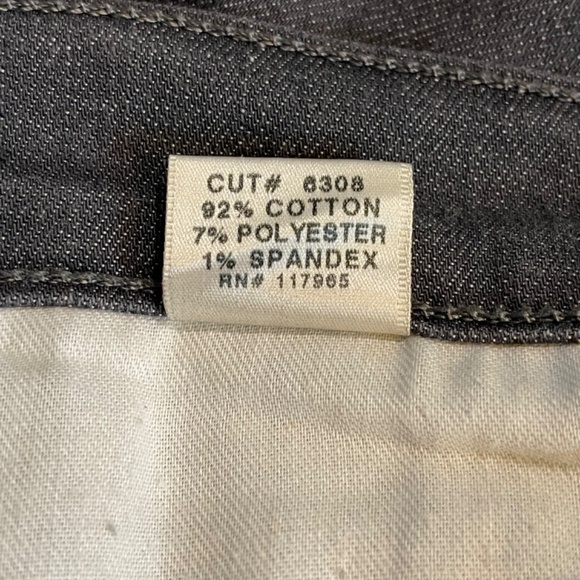 CUT# 6308
92% COTTON
7% POLYESTER
1% SPANDEX
RN# 117965